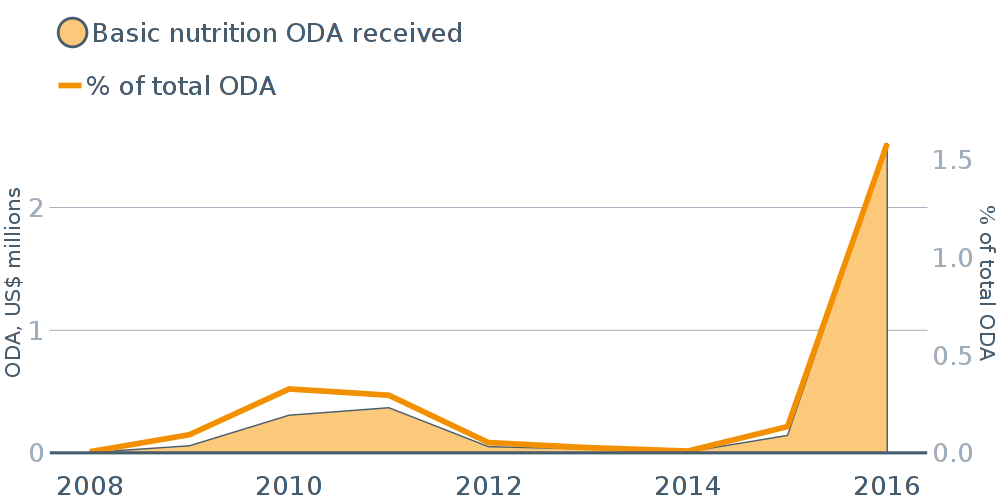 Basic nutrition ODA received
% of total ODA
ODA, US$ millions
2
1
0
1.5
1.0
0.5
0.0
% of total ODA
2008 2010 2012 2014 2016